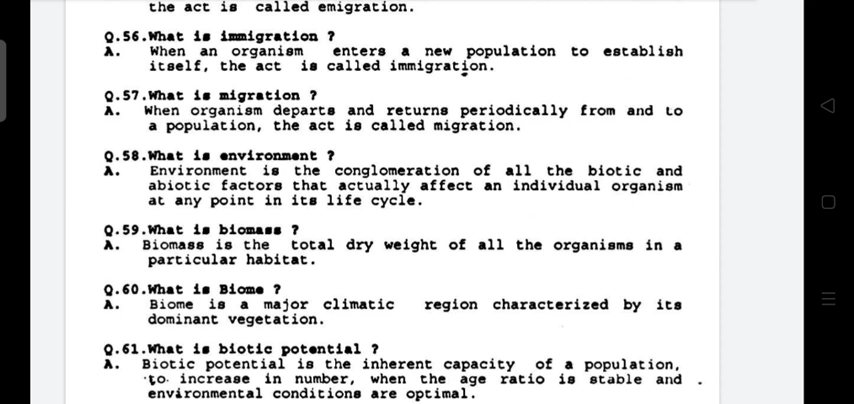 the act is called emigration.
Q.56.What is immigration ?
A. When an organism enters a new population to establish
itself, the act is called immigration.
Q.57.What is migration ?
A. When organism departs and returns periodically from and to
a population, the act is called migration.
Q.58.What is environment ?
A. Environment is the conglomeration of all the biotic and
abiotic factors that actually affect an individual organism
at any point in its life cycle.
Q.59.What is biomass ?
A. Biomass is the total dry weight of all the organisms in a
particular habitat.
Q.60.What is Biome ?
A. Biome is a major climatic region characterized by its
dominant vegetation.
Q.61.What is biotic potential ?
A. Biotic potential is the inherent capacity of a population,
to increase in number, when the age ratio is stable and
environmental conditions are optimal.